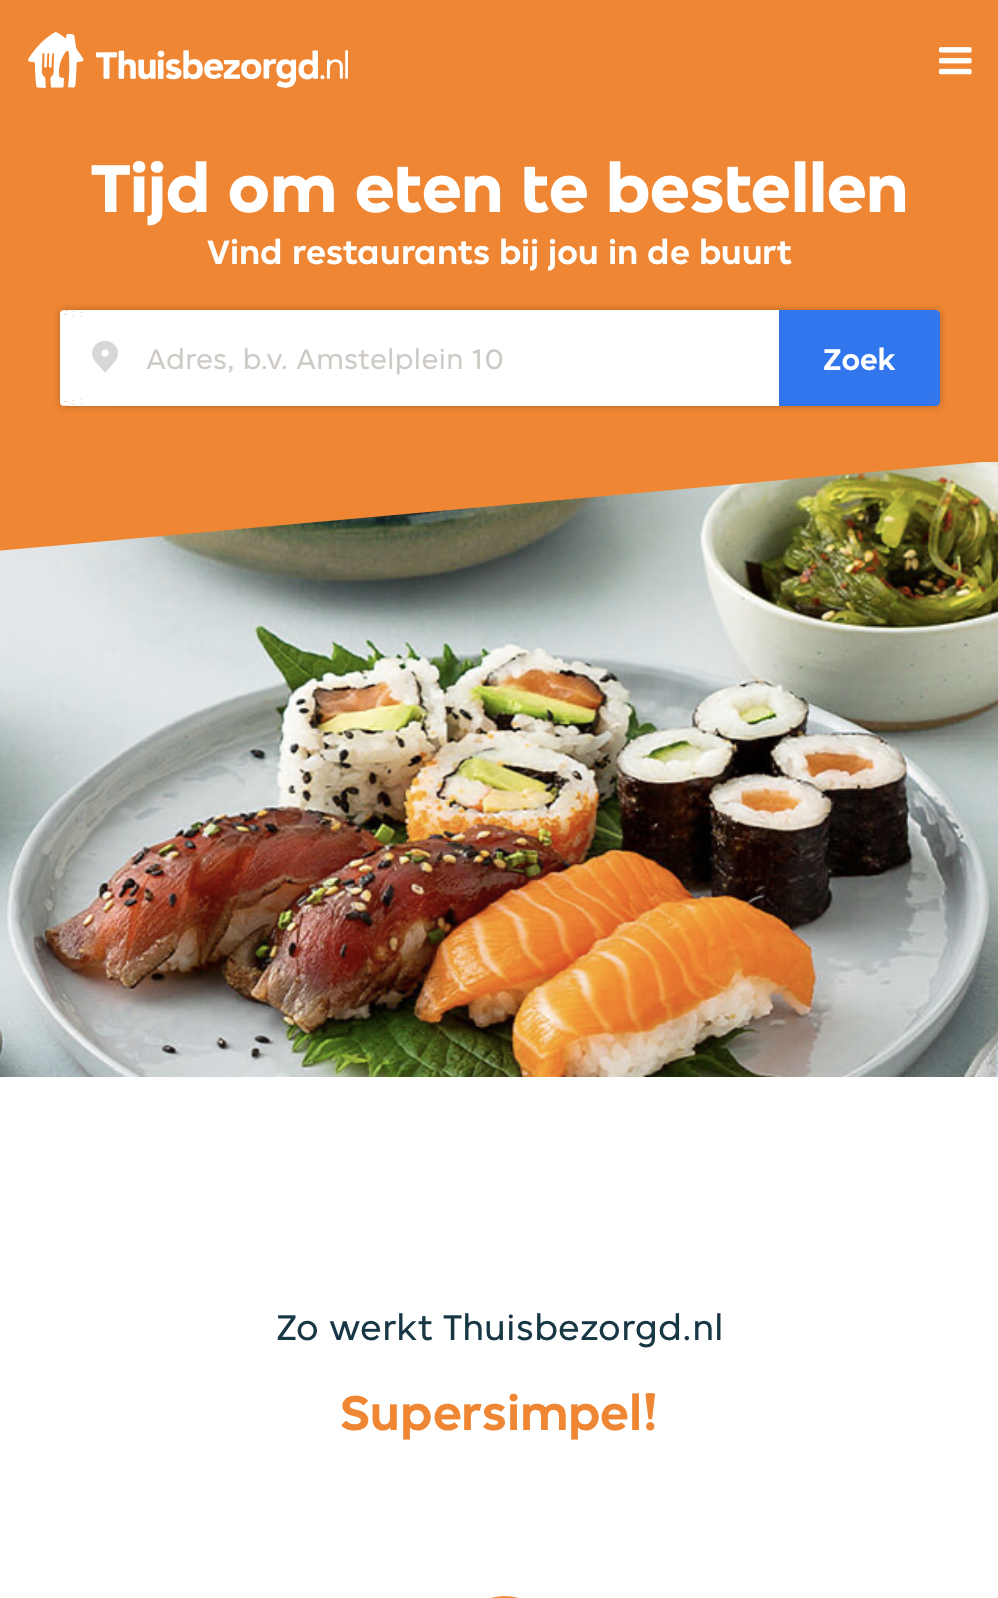 Thuisbezorgd.nl
Tijd om eten te bestellen
Vind restaurants bij jou in de buurt
Adres, b.v. Amstelplein 10
Zoek
Zo werkt Thuisbezorgd.nl
Supersimpel!